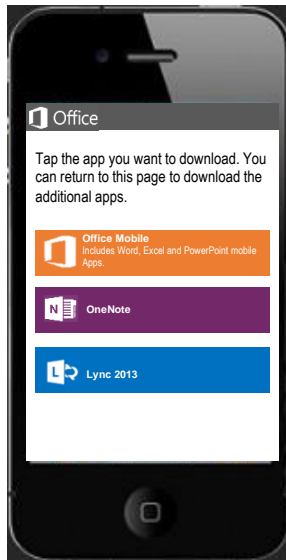 Office
Tap the app you want to download. You
can return to this page to download the
additional apps.
Office Mobile
Includes Word, Excel and PowerPoint mobile
Apps.
N
OneNote
L
Lync 2013